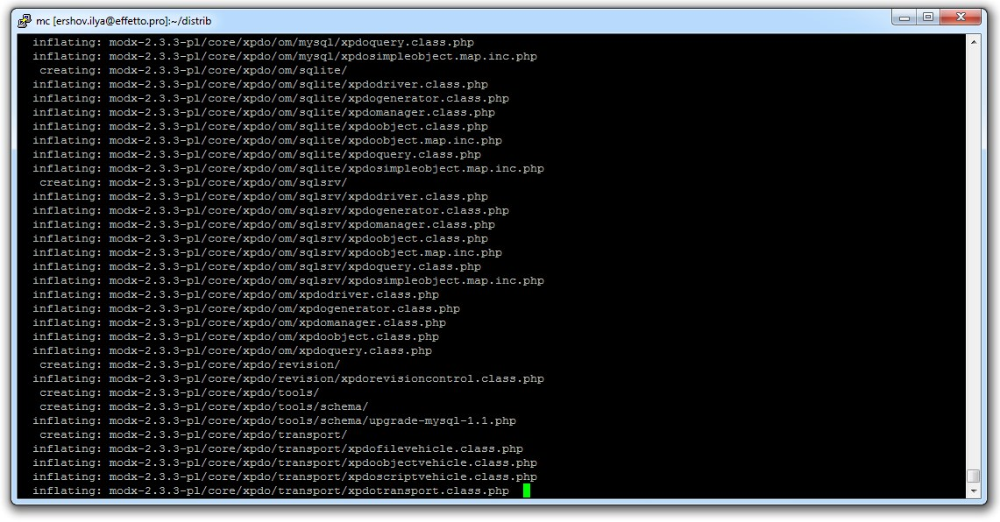 mc [ershov.ilya@effetto.pro]:~/distrib
inflating: modx-2.3.3-pl/core/xpdo/om/mysql/xpdoquery.class.php
inflating: modx-2.3.3-pl/core/xpdo/om/mysql/xpdosimpleobject.map.inc.php
creating: modx-2.3.3-pl/core/xpdo/om/sqlite/
inflating: modx-2.3.3-pl/core/xpdo/om/sqlite/xpdodriver.class.php
inflating: modx-2.3.3-pl/core/xpdo/om/sqlite/xpdogenerator.class.php
inflating: modx-2.3.3-pl/core/xpdo/om/sqlite/xpdomanager.class.php
inflating: modx-2.3.3-pl/core/xpdo/om/sqlite/xpdoobject.class.php
inflating: modx-2.3.3-pl/core/xpdo/om/sqlite/xpdoobject.map.inc.php
inflating: modx-2.3.3-pl/core/xpdo/om/sqlite/xpdoquery.class.php
inflating: modx-2.3.3-pl/core/xpdo/om/sqlite/xpdosimpleobject.map.inc.php
creating: modx-2.3.3-pl/core/xpdo/om/sqlsrv/
inflating: modx-2.3.3-pl/core/xpdo/om/sqlsrv/xpdodriver.class.php
inflating: modx-2.3.3-pl/core/xpdo/om/sqlsrv/xpdogenerator.class.php
inflating: modx-2.3.3-pl/core/xpdo/om/sqlsrv/xpdomanager.class.php
inflating: modx-2.3.3-pl/core/xpdo/om/sqlsrv/xpdoobject.class.php
inflating: modx-2.3.3-pl/core/xpdo/om/sqlsrv/xpdoobject.map.inc.php
inflating: modx-2.3.3-pl/core/xpdo/om/sqlsrv/xpdoquery.class.php
inflating: modx-2.3.3-pl/core/xpdo/om/sqlsrv/xpdosimpleobject.map.inc.php
inflating: modx-2.3.3-pl/core/xpdo/om/xpdodriver.class.php
inflating: modx-2.3.3-pl/core/xpdo/om/xpdogenerator.class.php
inflating: modx-2.3.3-pl/core/xpdo/om/xpdomanager.class.php
inflating: modx-2.3.3-pl/core/xpdo/om/xpdoobject.class.php
inflating: modx-2.3.3-pl/core/xpdo/om/xpdoquery.class.php
creating: modx-2.3.3-pl/core/xpdo/revision/
inflating: modx-2.3.3-pl/core/xpdo/revision/xpdorevisioncontrol.class.php
creating: modx-2.3.3-pl/core/xpdo/tools/
creating: modx-2.3.3-pl/core/xpdo/tools/schema/
inflating: modx-2.3.3-pl/core/xpdo/tools/schema/upgrade-mysql-1.1.php
creating: modx-2.3.3-pl/core/xpdo/transport/
inflating: modx-2.3.3-pl/core/xpdo/transport/xpdofilevehicle.class.php
inflating: modx-2.3.3-pl/core/xpdo/transport/xpdoobjectvehicle.class.php
inflating: modx-2.3.3-pl/core/xpdo/transport/xpdoscriptvehicle.class.php
inflating: modx-2.3.3-pl/core/xpdo/transport/xpdotransport.class.php